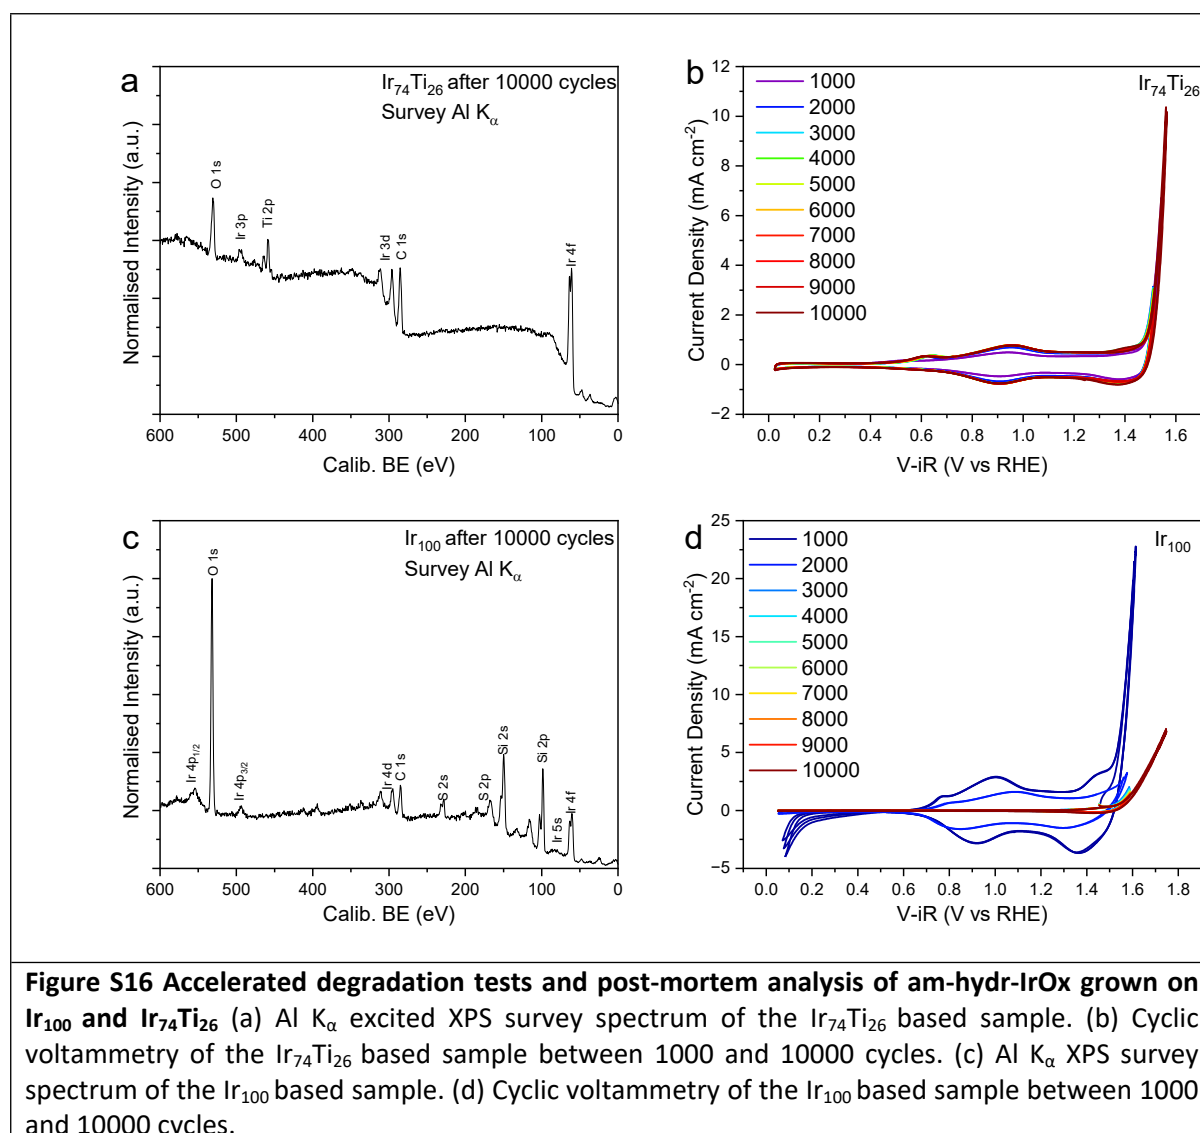 a
Ir74Ti26 after 10000 cycles
Survey Al Kα
O 1s
Ir 3p
Ti 2p
Ir 3d
C 1s
Ir 4f
Normalised Intensity (a.u.)
600 500 400 300 200 100 0
Calib. BE (eV)
b
Ir74Ti26
1000
2000
3000
4000
5000
6000
7000
8000
9000
10000
12
10
8
6
4
2
0
−2
Current Density (mA cm-2)
0.0 0.2 0.4 0.6 0.8 1.0 1.2 1.4 1.6
V-iR (V vs RHE)
c
Ir100 after 10000 cycles
Survey Al Kα
Ir 4p1/2
O 1s
Ir 4p3/2
Ir 4d
C 1s
S 2s
S 2p
Si 2s
Si 2p
Ir 5s
Ir 4f
Normalised Intensity (a.u.)
600 500 400 300 200 100 0
Calib. BE (eV)
d
Ir100
1000
2000
3000
4000
5000
6000
7000
8000
9000
10000
25
20
15
10
5
0
−5
Current Density (mA cm-2)
0.0 0.2 0.4 0.6 0.8 1.0 1.2 1.4 1.6 1.8
V-iR (V vs RHE)
Figure S16 Accelerated degradation tests and post-mortem analysis of am-hydr-IrOx grown on
Ir100 and Ir74Ti26 (a) Al Kα excited XPS survey spectrum of the Ir74Ti26 based sample. (b) Cyclic
voltammetry of the Ir74Ti26 based sample between 1000 and 10000 cycles. (c) Al Kα XPS survey
spectrum of the Ir100 based sample. (d) Cyclic voltammetry of the Ir100 based sample between 1000
and 10000 cycles.